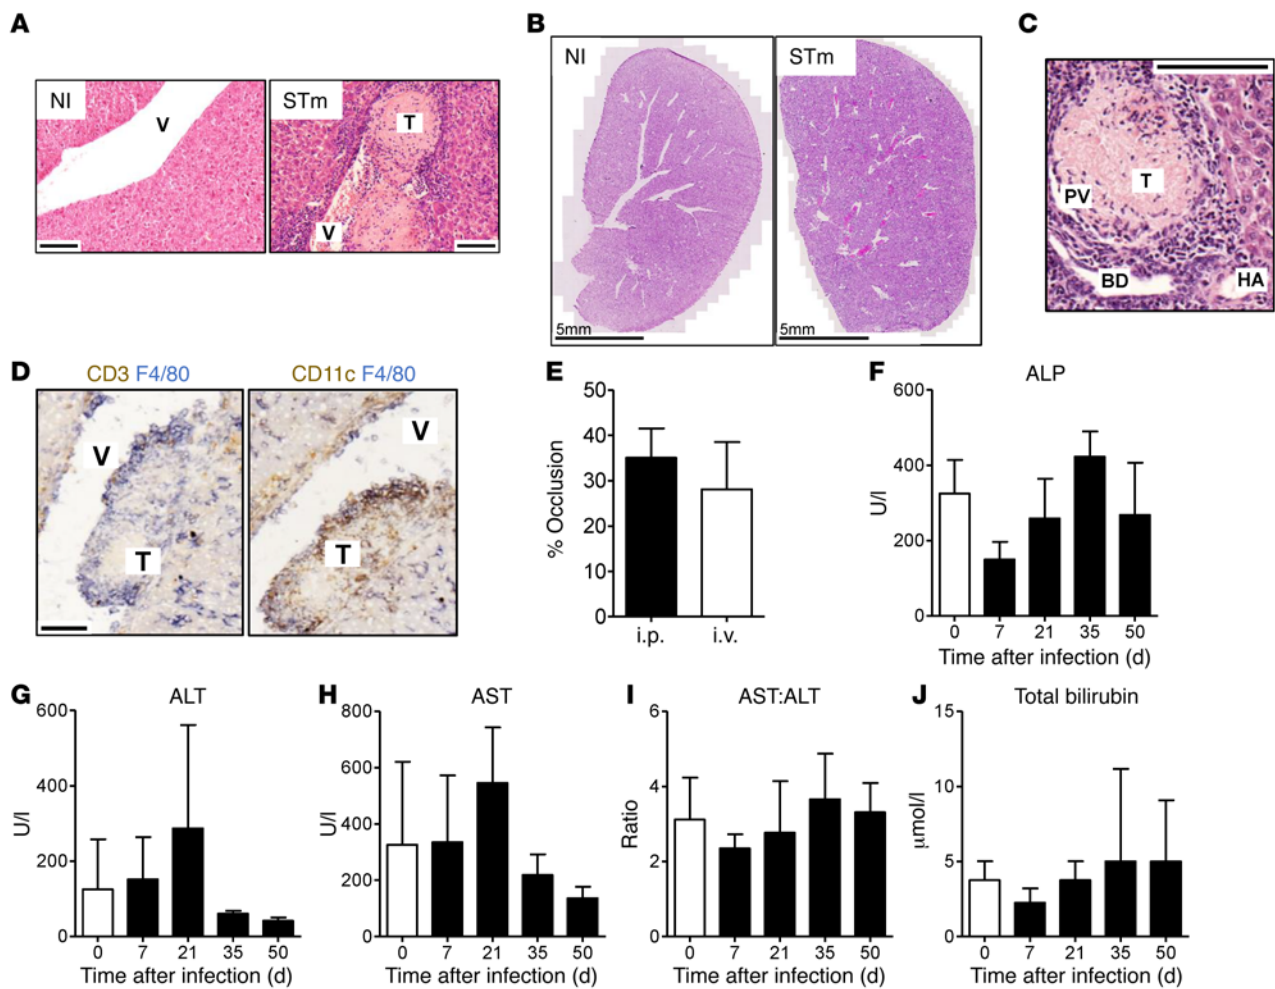 A
NI
V
STm
T
V
B
NI
5mm
STm
5mm
C
T
PV
BD
HA
D
CD3 F4/80
V
T
CD11c F4/80
V
T
E
% Occlusion
50
40
30
20
10
0
i.p.
i.v.
F
ALP
U/l
600
400
200
0
0 7 21 35 50
Time after infection (d)
G
ALT
U/l
600
400
200
0
0 7 21 35 50
Time after infection (d)
H
AST
U/l
800
600
400
200
0
0 7 21 35 50
Time after infection (d)
I
AST:ALT
Ratio
6
4
2
0
0 7 21 35 50
Time after infection (d)
J
Total bilirubin
µmol/l
15
10
5
0
0 7 21 35 50
Time after infection (d)